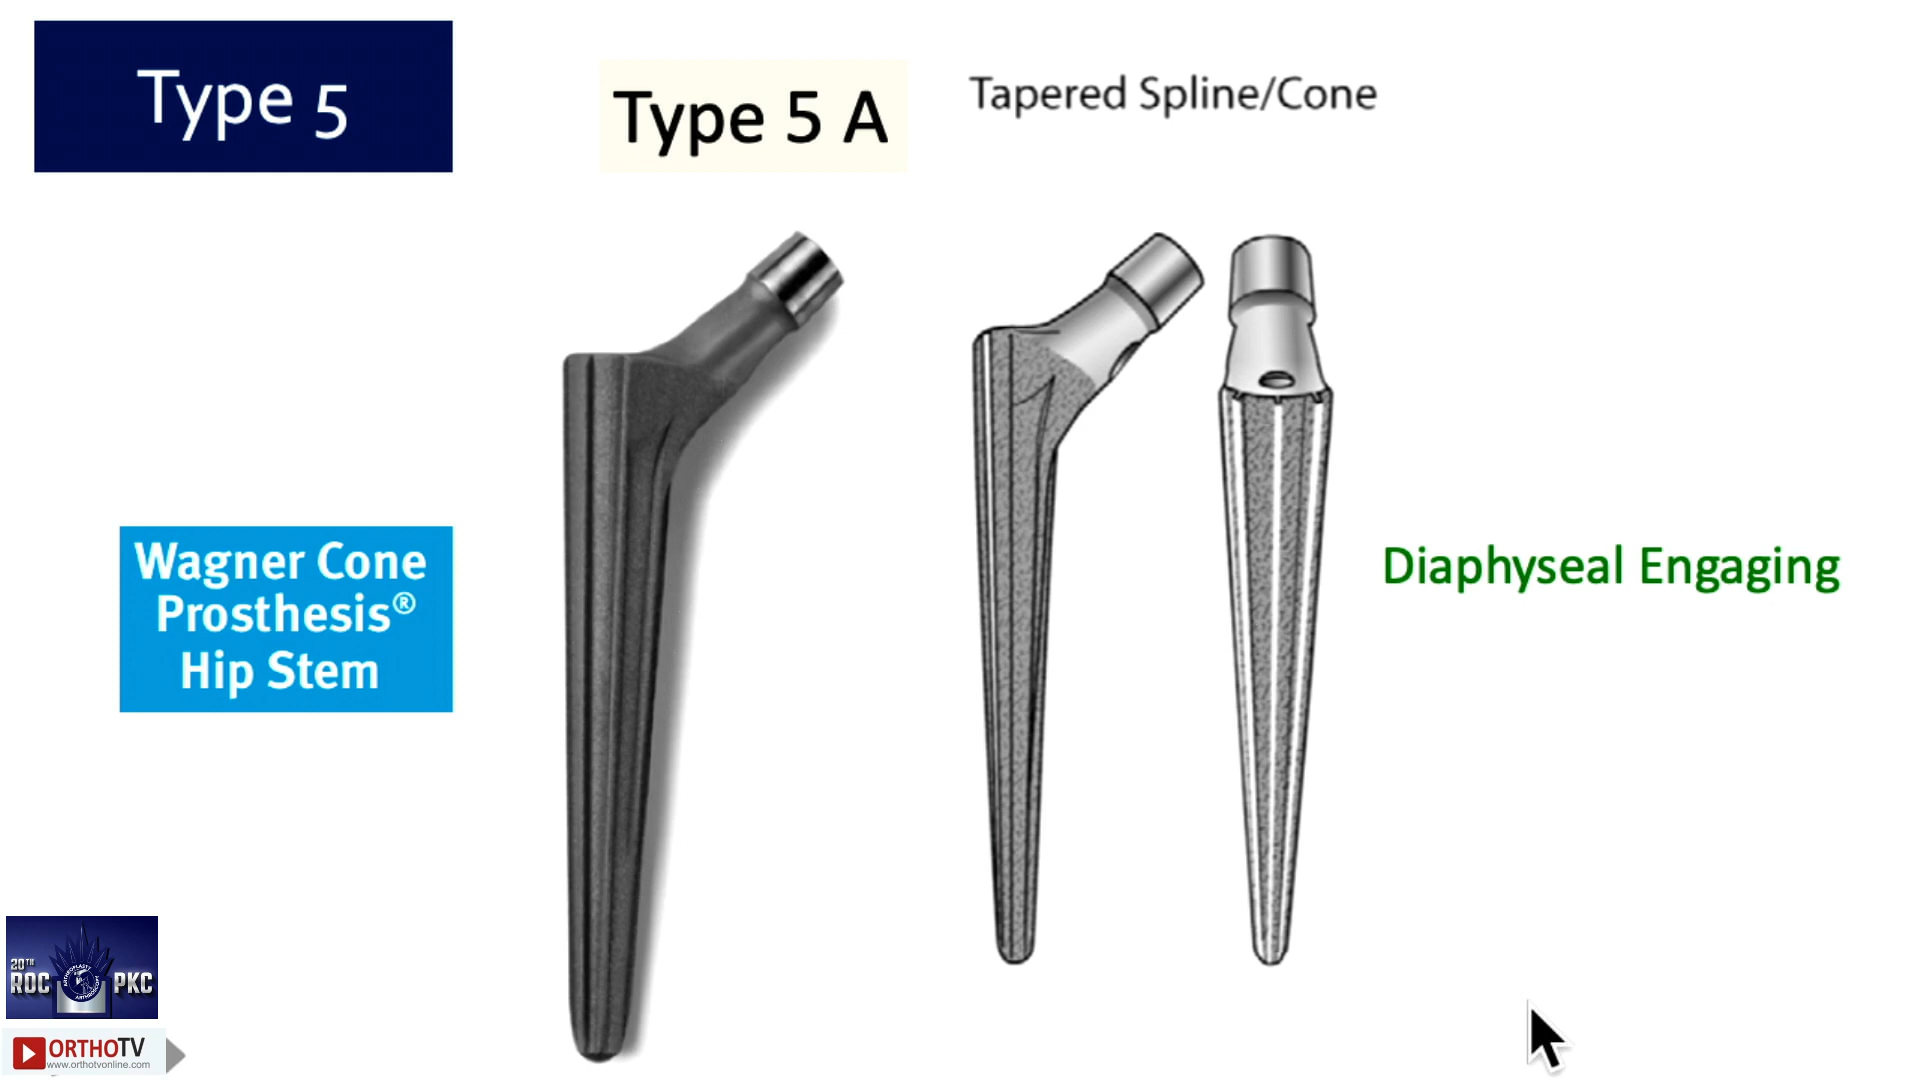 Type 5
Type 5 A
Tapered Spline/Cone
Wagner Cone
Prosthesis®
Hip Stem
Diaphyseal Engaging
20TH
ROC PKC
ORTHOTV
www.orthotvonline.com